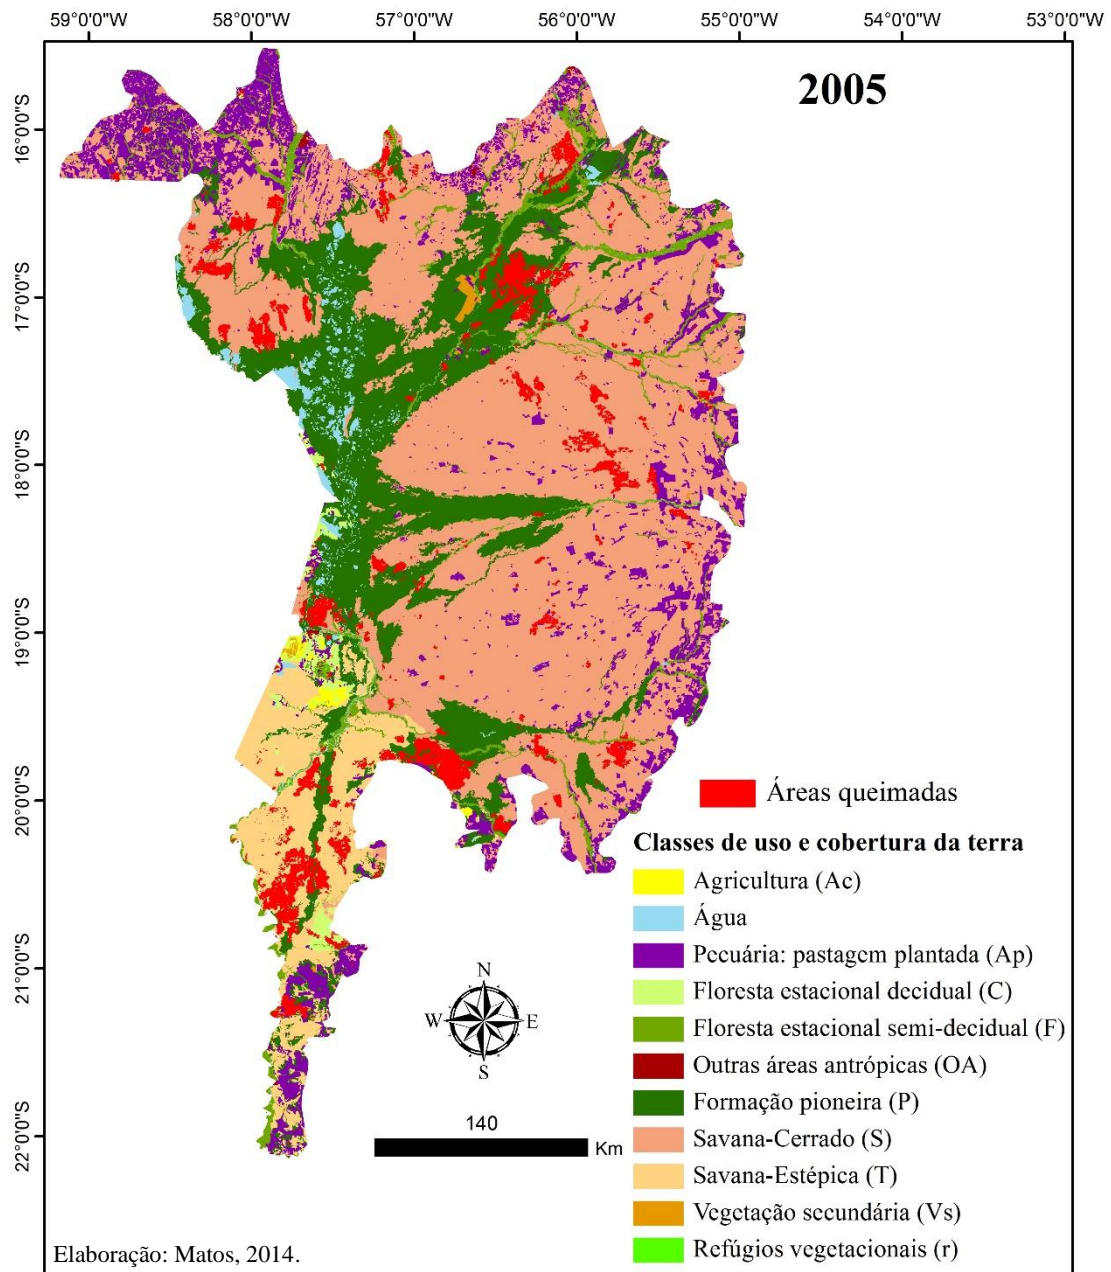 59°0'0"W 58°0'0"W 57°0'0"W 56°0'0"W 55°0'0"W 54°0'0"W 53°0'0"W
2005
16°0'0"S
17°0'0"S
18°0'0"S
19°0'0"S
20°0'0"S
21°0'0"S
22°0'0"S
Áreas queimadas
Classes de uso e cobertura da terra
Agricultura (Ac)
Água
Pecuária: pastagem plantada (Ap)
Floresta estacional decidual (C)
Floresta estacional semi-decidual (F)
Outras áreas antrópicas (OA)
Formação pioneira (P)
Savana-Cerrado (S)
Savana-Estépica (T)
Vegetação secundária (Vs)
Refúgios vegetacionais (r)
N
W E
S
140
Km
Elaboração: Matos, 2014.